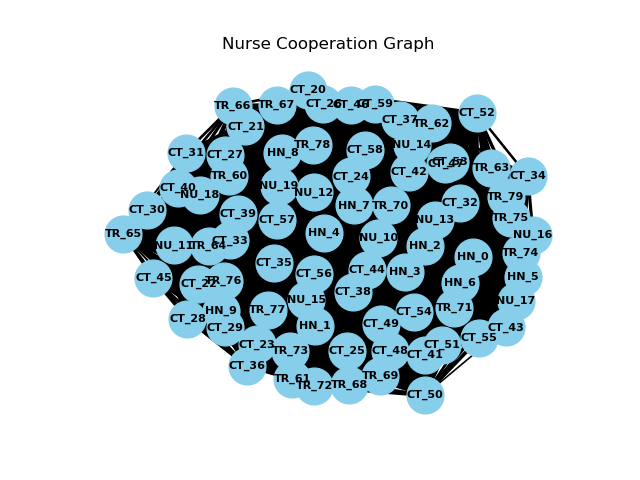 Nurse Cooperation Graph
CT_20
TR_66
TR_67
CT_26
CT_46
CT_59
CT_52
CT_21
CT_37
TR_62
CT_31
CT_27
HN_8
TR_78
CT_58
NU_14
CT_53
TR_63
CT_34
CT_40
NU_18
TR_60
NU_19
NU_12
CT_24
CT_42
TR_79
CT_30
CT_39
CT_57
HN_7
TR_70
NU_13
CT_32
TR_75
TR_65
NU_11
TR_64
CT_33
HN_4
NU_10
HN_2
NU_16
TR_74
CT_45
CT_22
TR_76
CT_35
CT_56
CT_44
HN_3
HN_0
HN_5
CT_28
HN_9
CT_29
TR_77
NU_15
CT_38
HN_6
NU_17
HN_1
CT_49
CT_54
TR_71
CT_43
CT_23
TR_73
CT_25
CT_48
CT_41
CT_51
CT_55
CT_36
TR_61
TR_72
TR_68
TR_69
CT_50